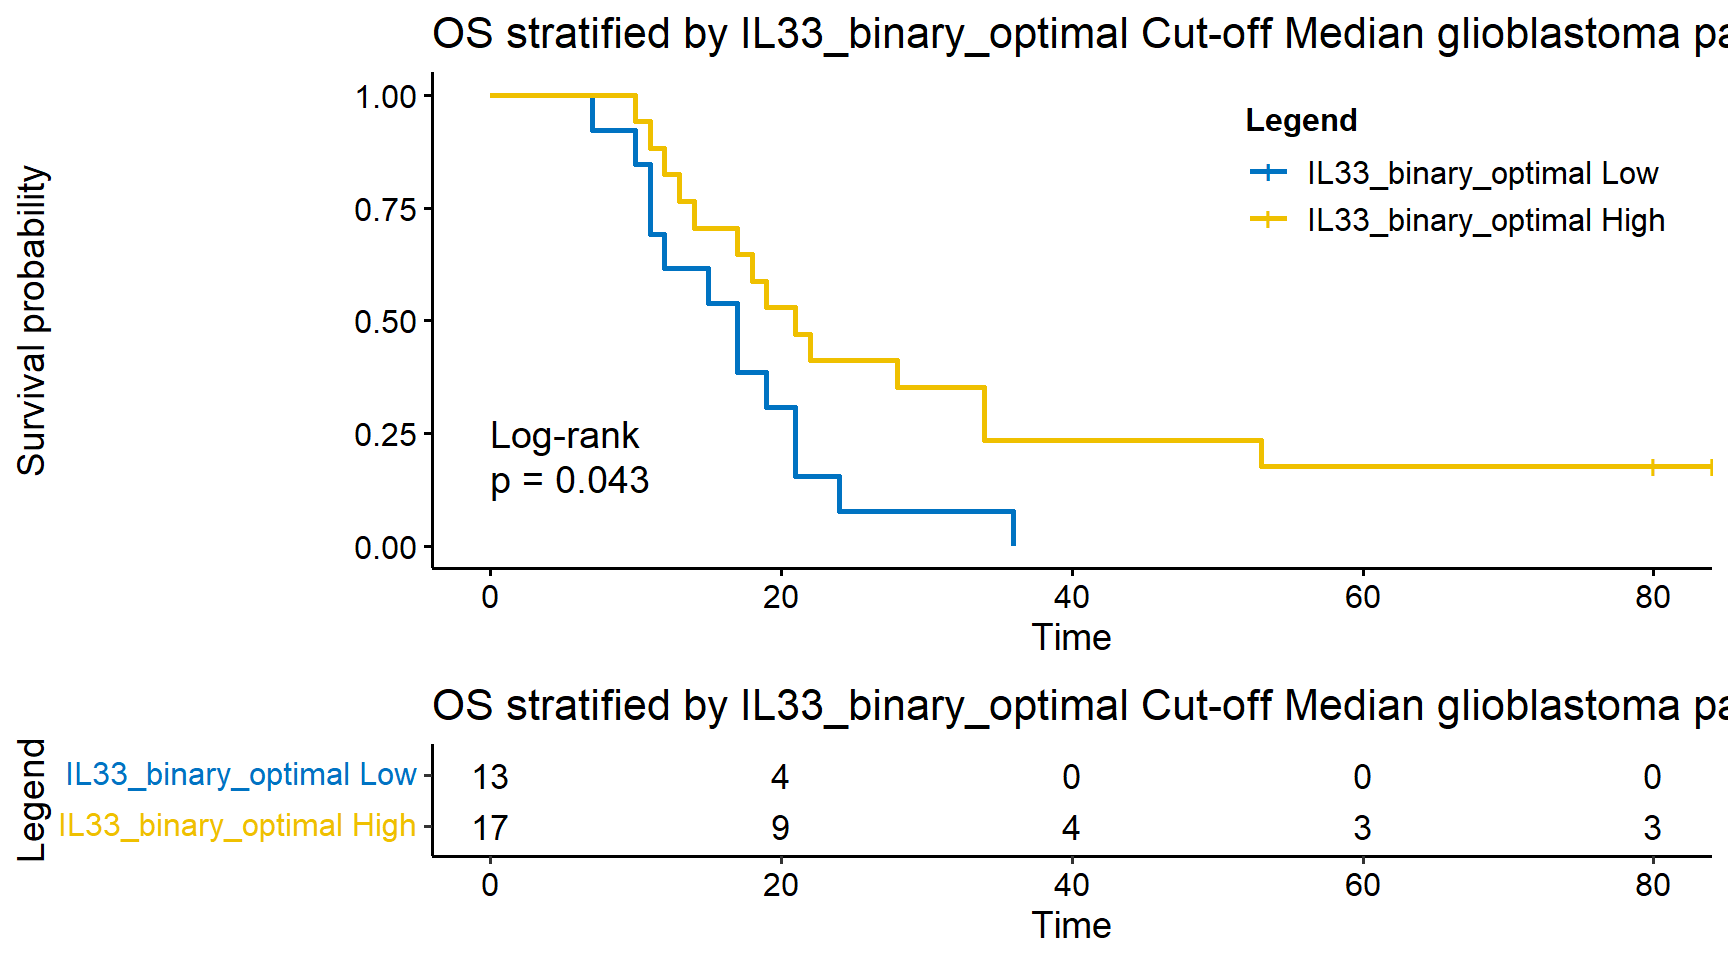 OS stratified by IL33_binary_optimal Cut-off Median glioblastoma pa
Survival probability
1.00
0.75
0.50
0.25
0.00
Legend
IL33_binary_optimal Low
IL33_binary_optimal High
Log-rank
p = 0.043
0 20 40 60 80
Time
OS stratified by IL33_binary_optimal Cut-off Median glioblastoma pa
Legend
IL33_binary_optimal Low 13 4 0 0 0
IL33_binary_optimal High 17 9 4 3 3
0 20 40 60 80
Time